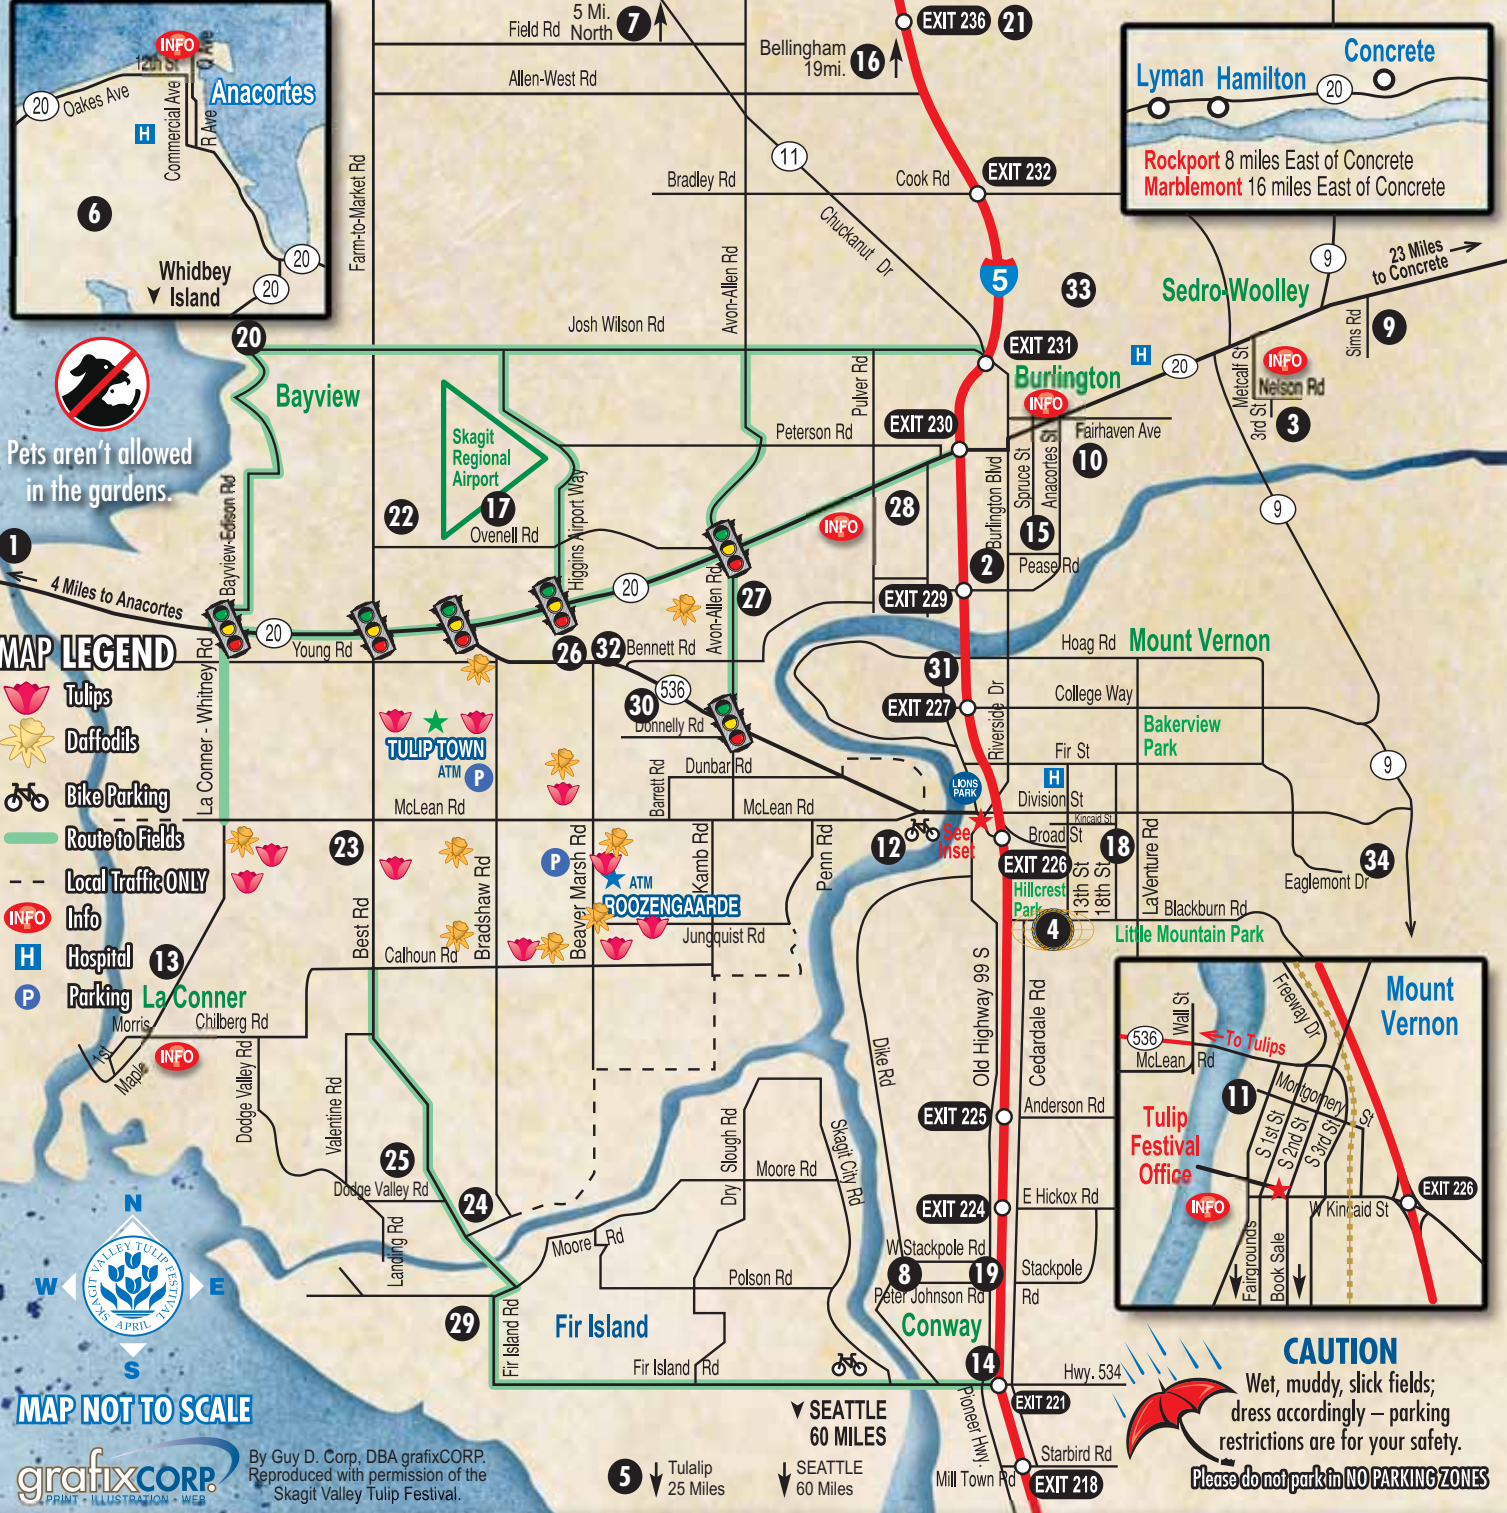 INFO
12th St
Q Ave
Anacortes
20
Oakes Ave
Commercial Ave
R Ave
H
6
20
20
Whidbey
Island
Field Rd
5 Mi.
North
7
Bellingham
19mi.
16
EXIT 236
21
Allen-West Rd
Farm-to-Market Rd
11
Bradley Rd
Cook Rd
EXIT 232
Chuckanut Dr
Avon-Allen Rd
5
33
Concrete
Lyman
Hamilton
20
Rockport 8 miles East of Concrete
Marblemont 16 miles East of Concrete
9
23 Miles
to Concrete
Sedro-Woolley
Sims Rd
9
20
Josh Wilson Rd
EXIT 231
Burlington
H
20
Metcalf St
INFO
Nelson Rd
3rd St
3
Pets aren't allowed
in the gardens.
Bayview
Skagit
Regional
Airport
17
22
Ovenell Rd
Higgins Airport Way
Bayview-Edison Rd
Peterson Rd
Pulver Rd
EXIT 230
INFO
Fairhaven Ave
10
Burlington Blvd
Spruce St
Anacortes St
15
INFO
28
2
Pease Rd
9
1
4 Miles to Anacortes
20
20
Young Rd
26
32
Bennett Rd
Avon-Allen Rd
27
EXIT 229
Hoag Rd
Mount Vernon
31
College Way
EXIT 227
Riverside Dr
Bakerview
Park
Fir St
9
MAP LEGEND
Tulips
Daffodils
Bike Parking
Route to Fields
Local Traffic ONLY
INFO
Info
H
Hospital
P
Parking
La Conner - Whitney Rd
TULIP TOWN
ATM
P
McLean Rd
536
30
Donnelly Rd
Dunbar Rd
Barrett Rd
McLean Rd
LIONS
PARK
H
Division St
Kincaid St
Broad St
See
Inset
12
EXIT 226
18
13th St
18th St
LaVenture Rd
Eaglemont Dr
34
23
P
ATM
ROOZENGAARDE
Best Rd
Bradshaw Rd
Beaver Marsh Rd
Kamb Rd
Penn Rd
Jungquist Rd
Calhoun Rd
Hillcrest
Park
4
Blackburn Rd
Little Mountain Park
13
La Conner
Morris
Chilberg Rd
1st
Maple
INFO
Dodge Valley Rd
Valentine Rd
Old Highway 99 S
Cedardale Rd
Dike Rd
EXIT 225
Anderson Rd
Mount
Vernon
Freeway Dr
Wall St
536
To Tulips
McLean
Rd
11
Montgomery
St
Tulip
Festival
Office
S 1st St
S 2nd St
S 3rd St
INFO
EXIT 226
W Kincaid St
Fairgrounds
Book Sale
25
Dodge Valley Rd
24
Landing Rd
Dry Slough Rd
Moore Rd
Skagit City Rd
Moore Rd
Polson Rd
EXIT 224
E Hickox Rd
W Stackpole Rd
8
19
Stackpole
Rd
Peter Johnson Rd
Conway
29
Fir Island Rd
Fir Island
Fir Island Rd
14
Hwy. 534
EXIT 221
Pioneer Hwy.
Starbird Rd
Mill Town Rd
EXIT 218
N
W
E
S
SKAGIT VALLEY TULIP FESTIVAL
APRIL
MAP NOT TO SCALE
grafixCORP.
PRINT - ILLUSTRATION - WEB
By Guy D. Corp, DBA grafixCORP.
Reproduced with permission of the
Skagit Valley Tulip Festival.
SEATTLE
60 MILES
5
Tulalip
25 Miles
SEATTLE
60 Miles
CAUTION
Wet, muddy, slick fields;
dress accordingly – parking
restrictions are for your safety.
Please do not park in NO PARKING ZONES